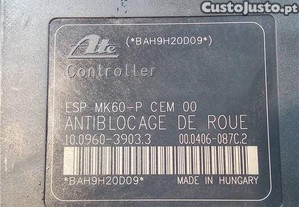 CustoJusto.pt
Ate
(*BAH9H20D09*)
Controller
ESP MK60-P CEM 00
ANTIBLOCAGE DE ROUE
10.0960-3903.3 00.0406-087C.2
*BAH9H20D09* MADE IN HUNGARY